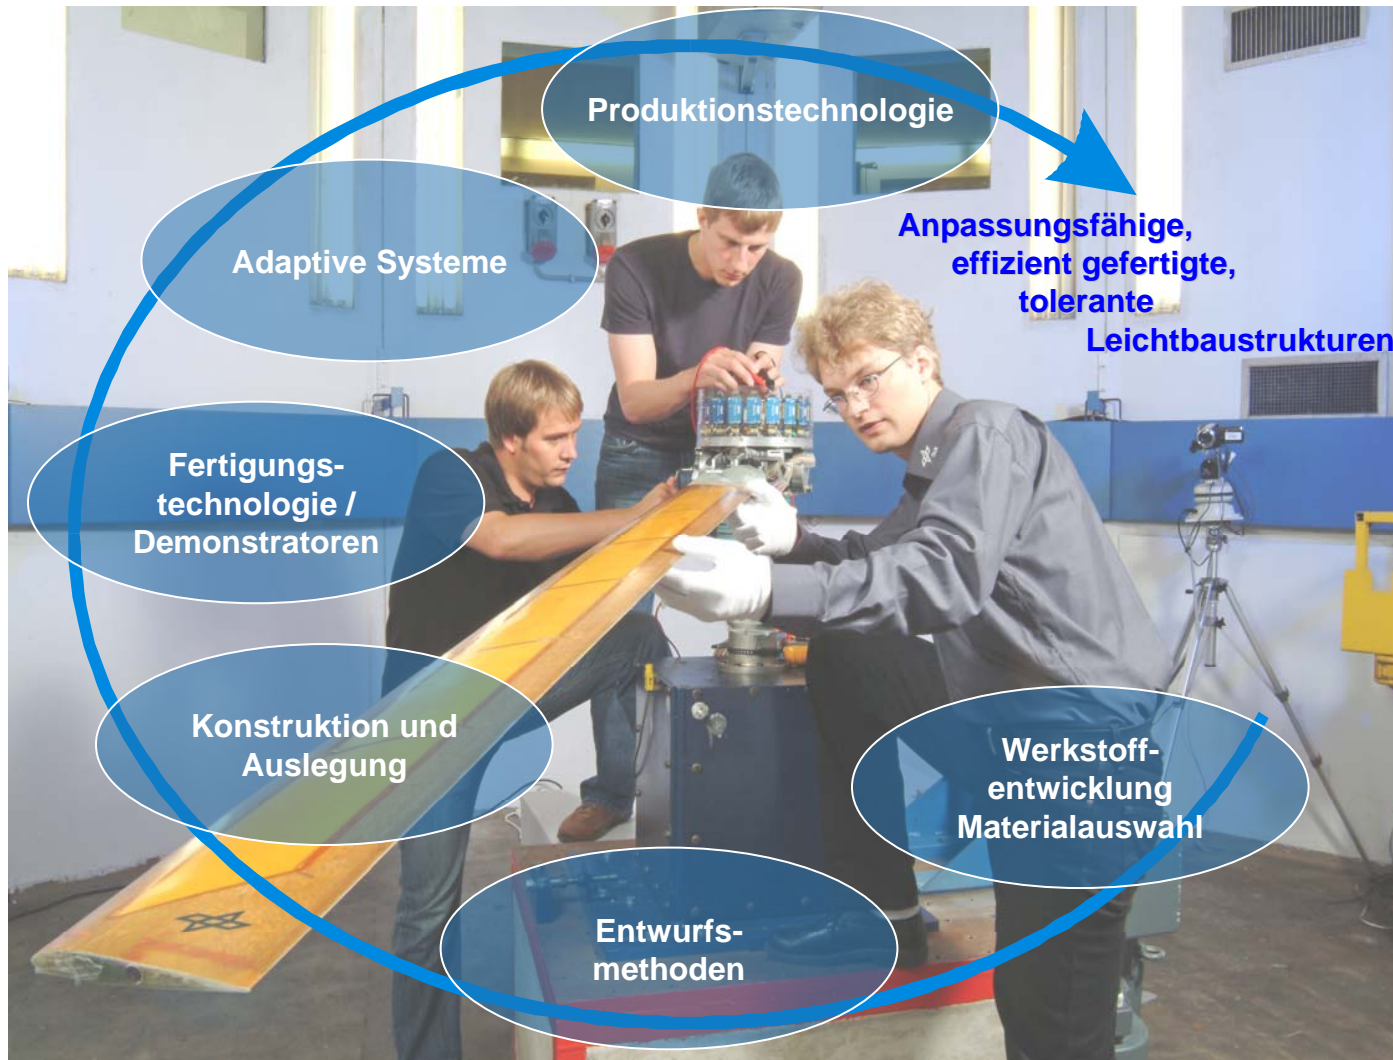 Produktionstechnologie
Adaptive Systeme
Anpassungsfähige,
effizient gefertigte,
tolerante
Leichtbaustrukturen
Fertigungs-
technologie /
Demonstratoren
Konstruktion und
Auslegung
Werkstoff-
entwicklung
Materialauswahl
Entwurfs-
methoden